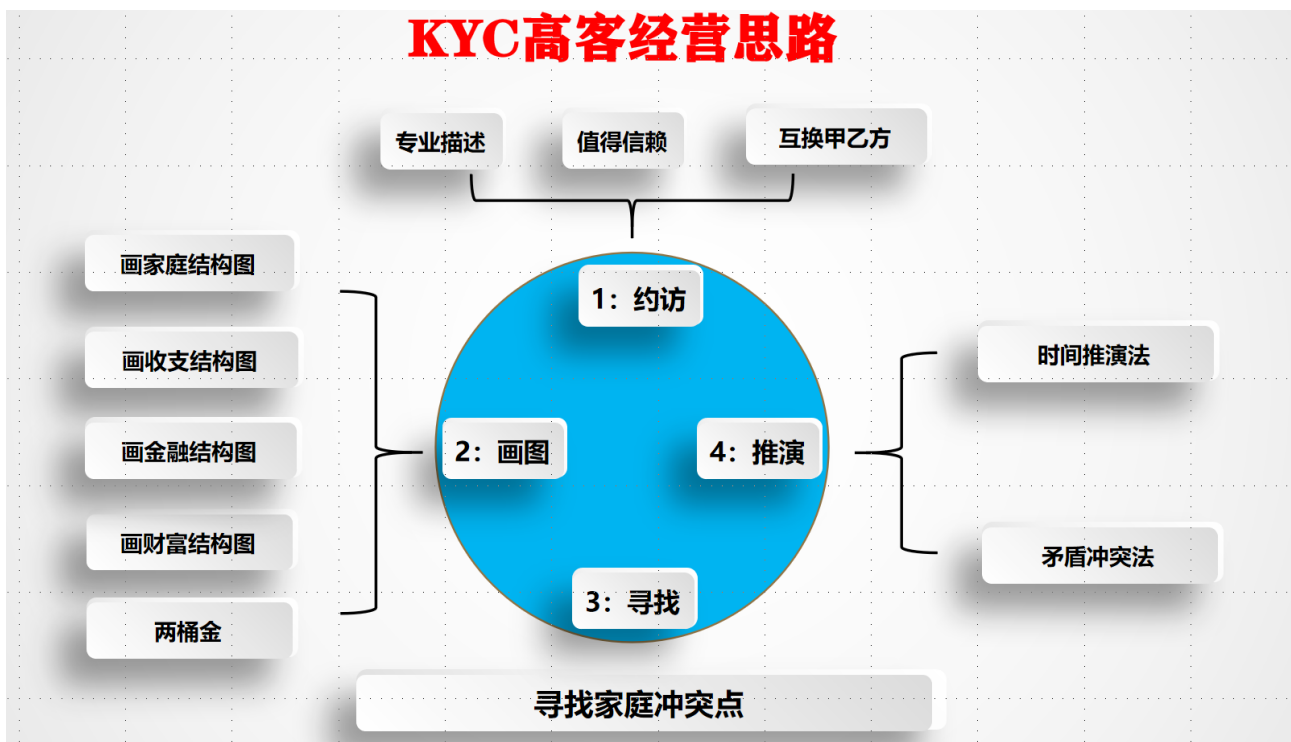 KYC高客经营思路
专业描述
值得信赖
互换甲乙方
1：约访
画家庭结构图
画收支结构图
画金融结构图
画财富结构图
两桶金
2：画图
4：推演
时间推演法
矛盾冲突法
3：寻找
寻找家庭冲突点